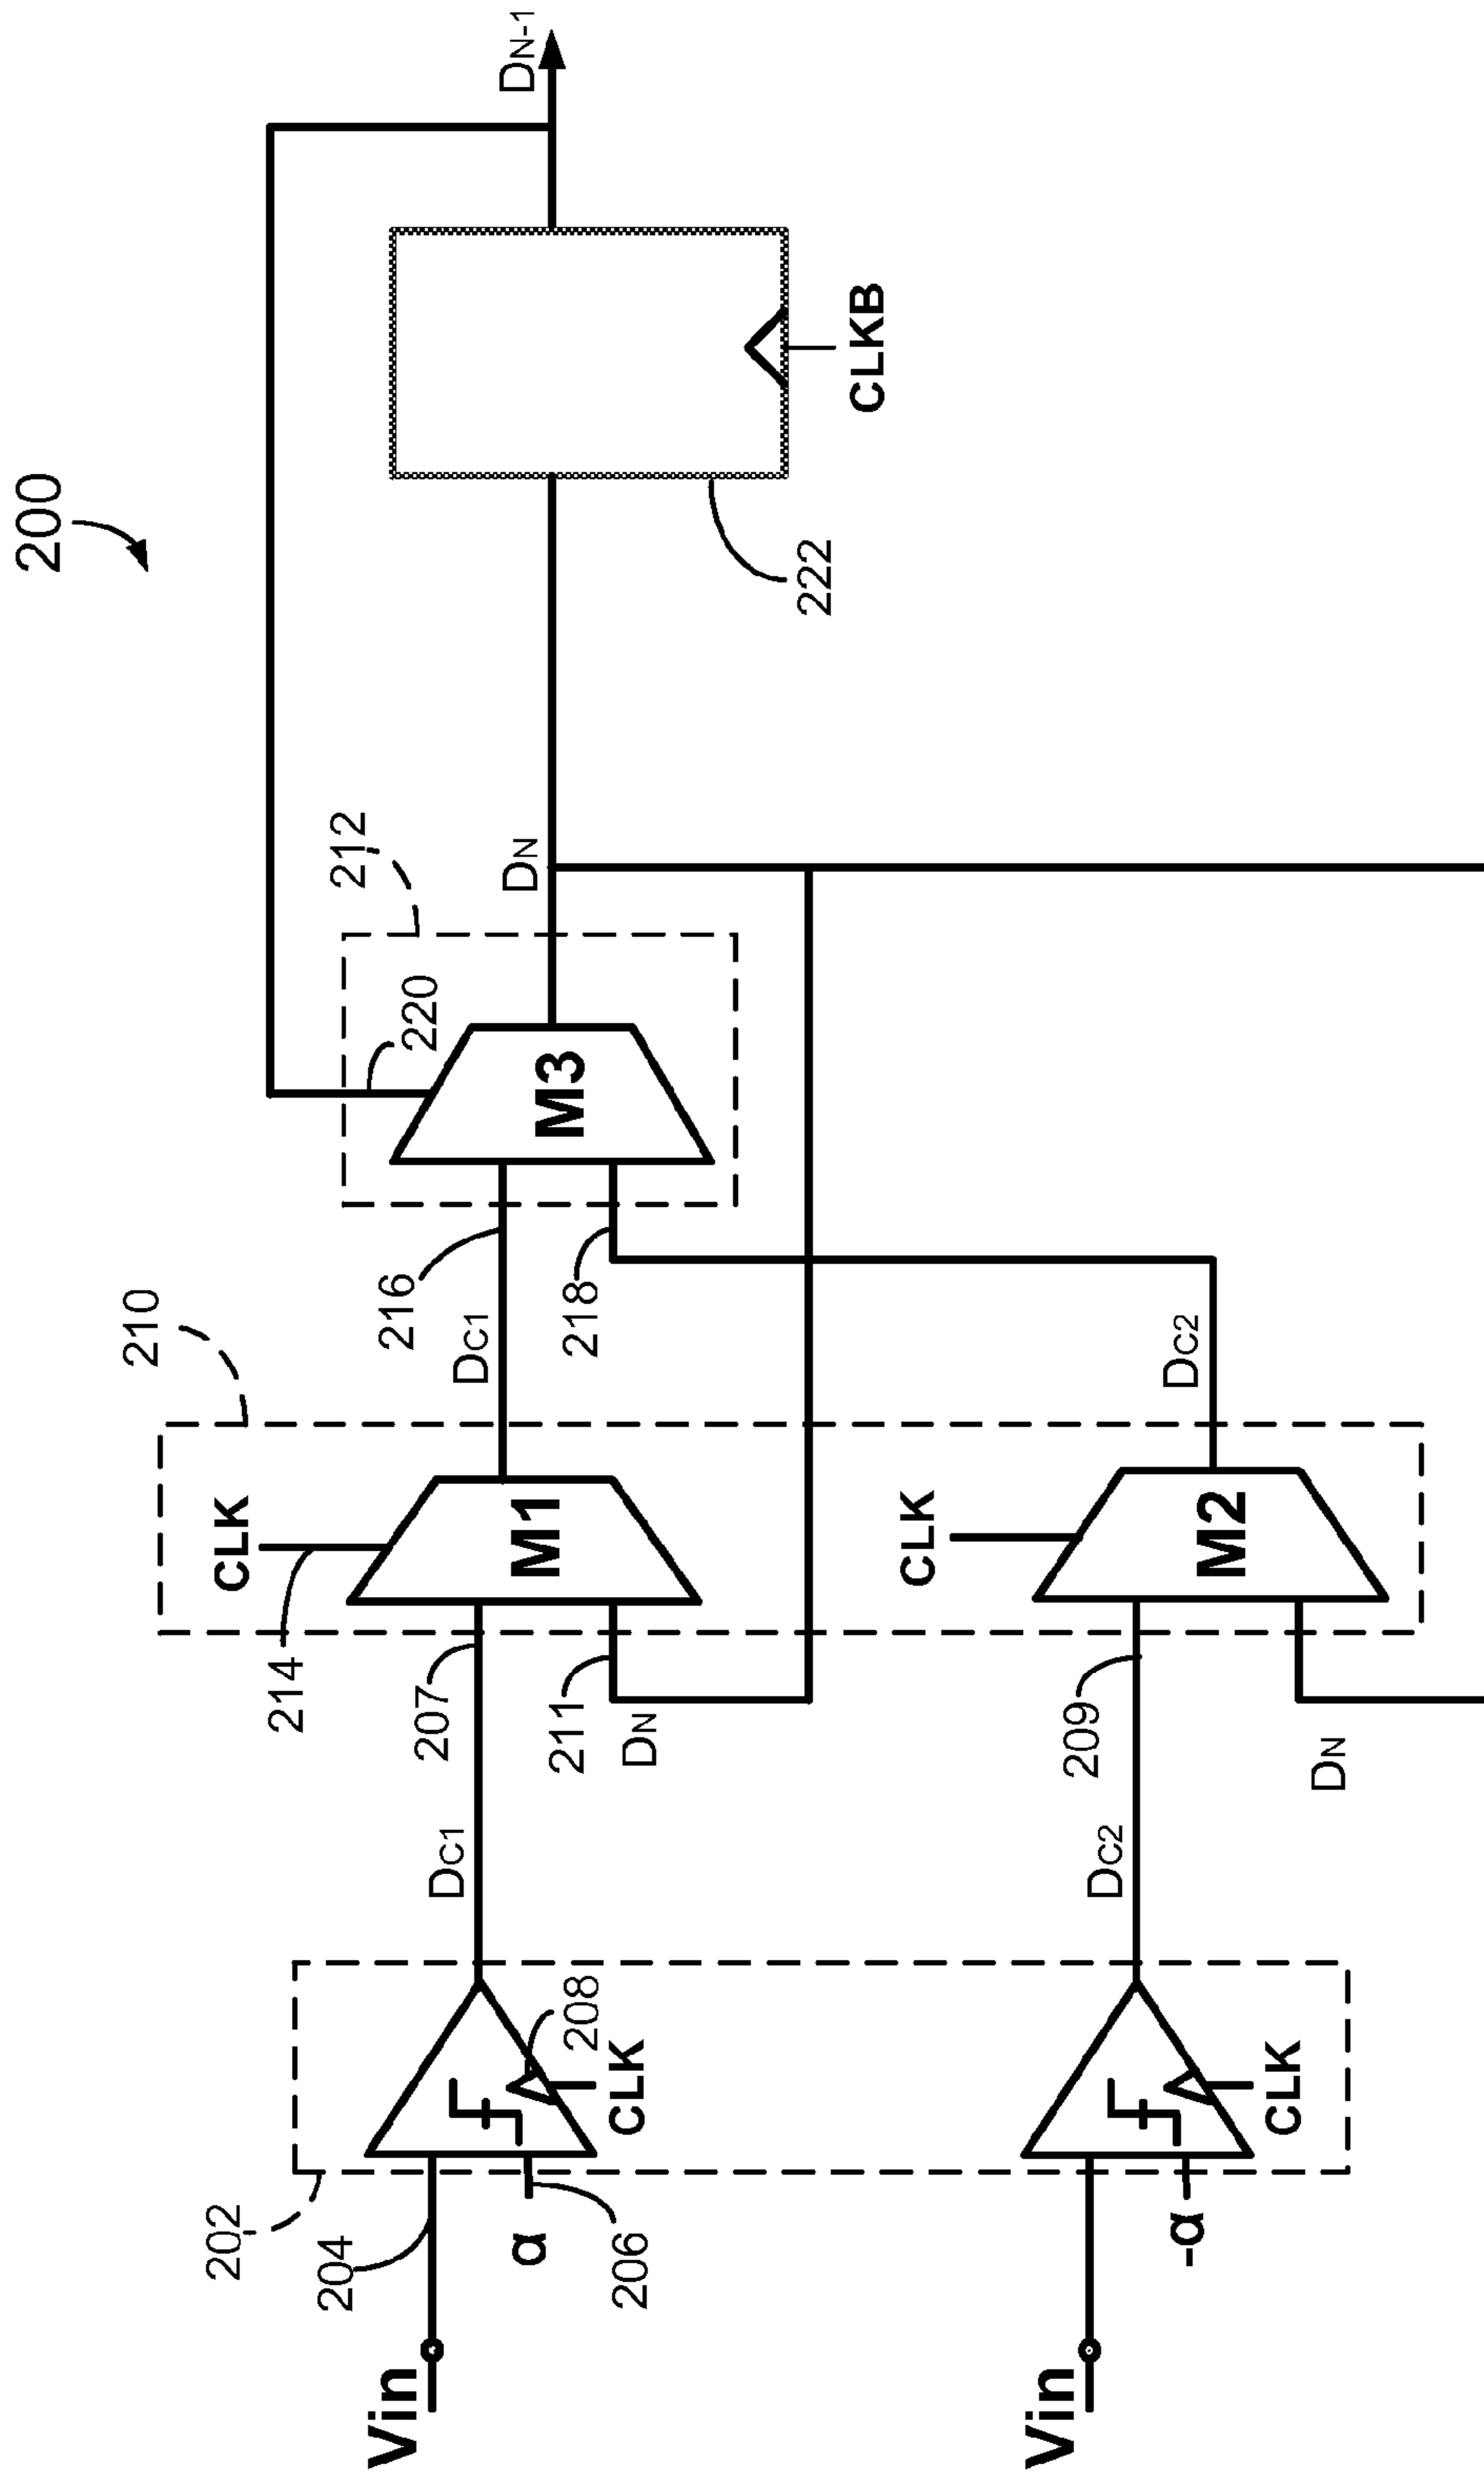 200
202
204
Vin
α
206
208
CLK
DC1
207
211
DN
210
214
CLK
M1
DC1
216
218
212
220
M3
DN
222
CLKB
DN-1
Vin
-α
CLK
DC2
209
DN
CLK
M2
DC2